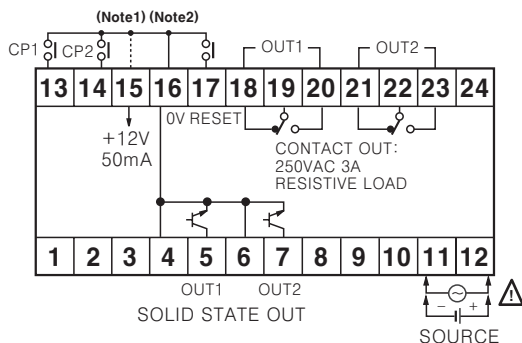 (Note1) (Note2)
CP1 CP2 OUT1 OUT2
13 14 15 16 17 18 19 20 21 22 23 24
+12V
50mA
0V RESET
CONTACT OUT:
250VAC 3A
RESISTIVE LOAD
1 2 3 4 5 6 7 8 9 10 11 12
OUT1 OUT2
SOLID STATE OUT
− +
SOURCE